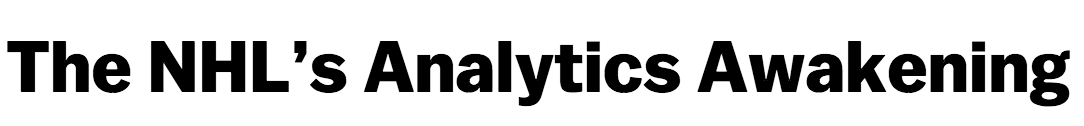 The NHL’s Analytics Awakening